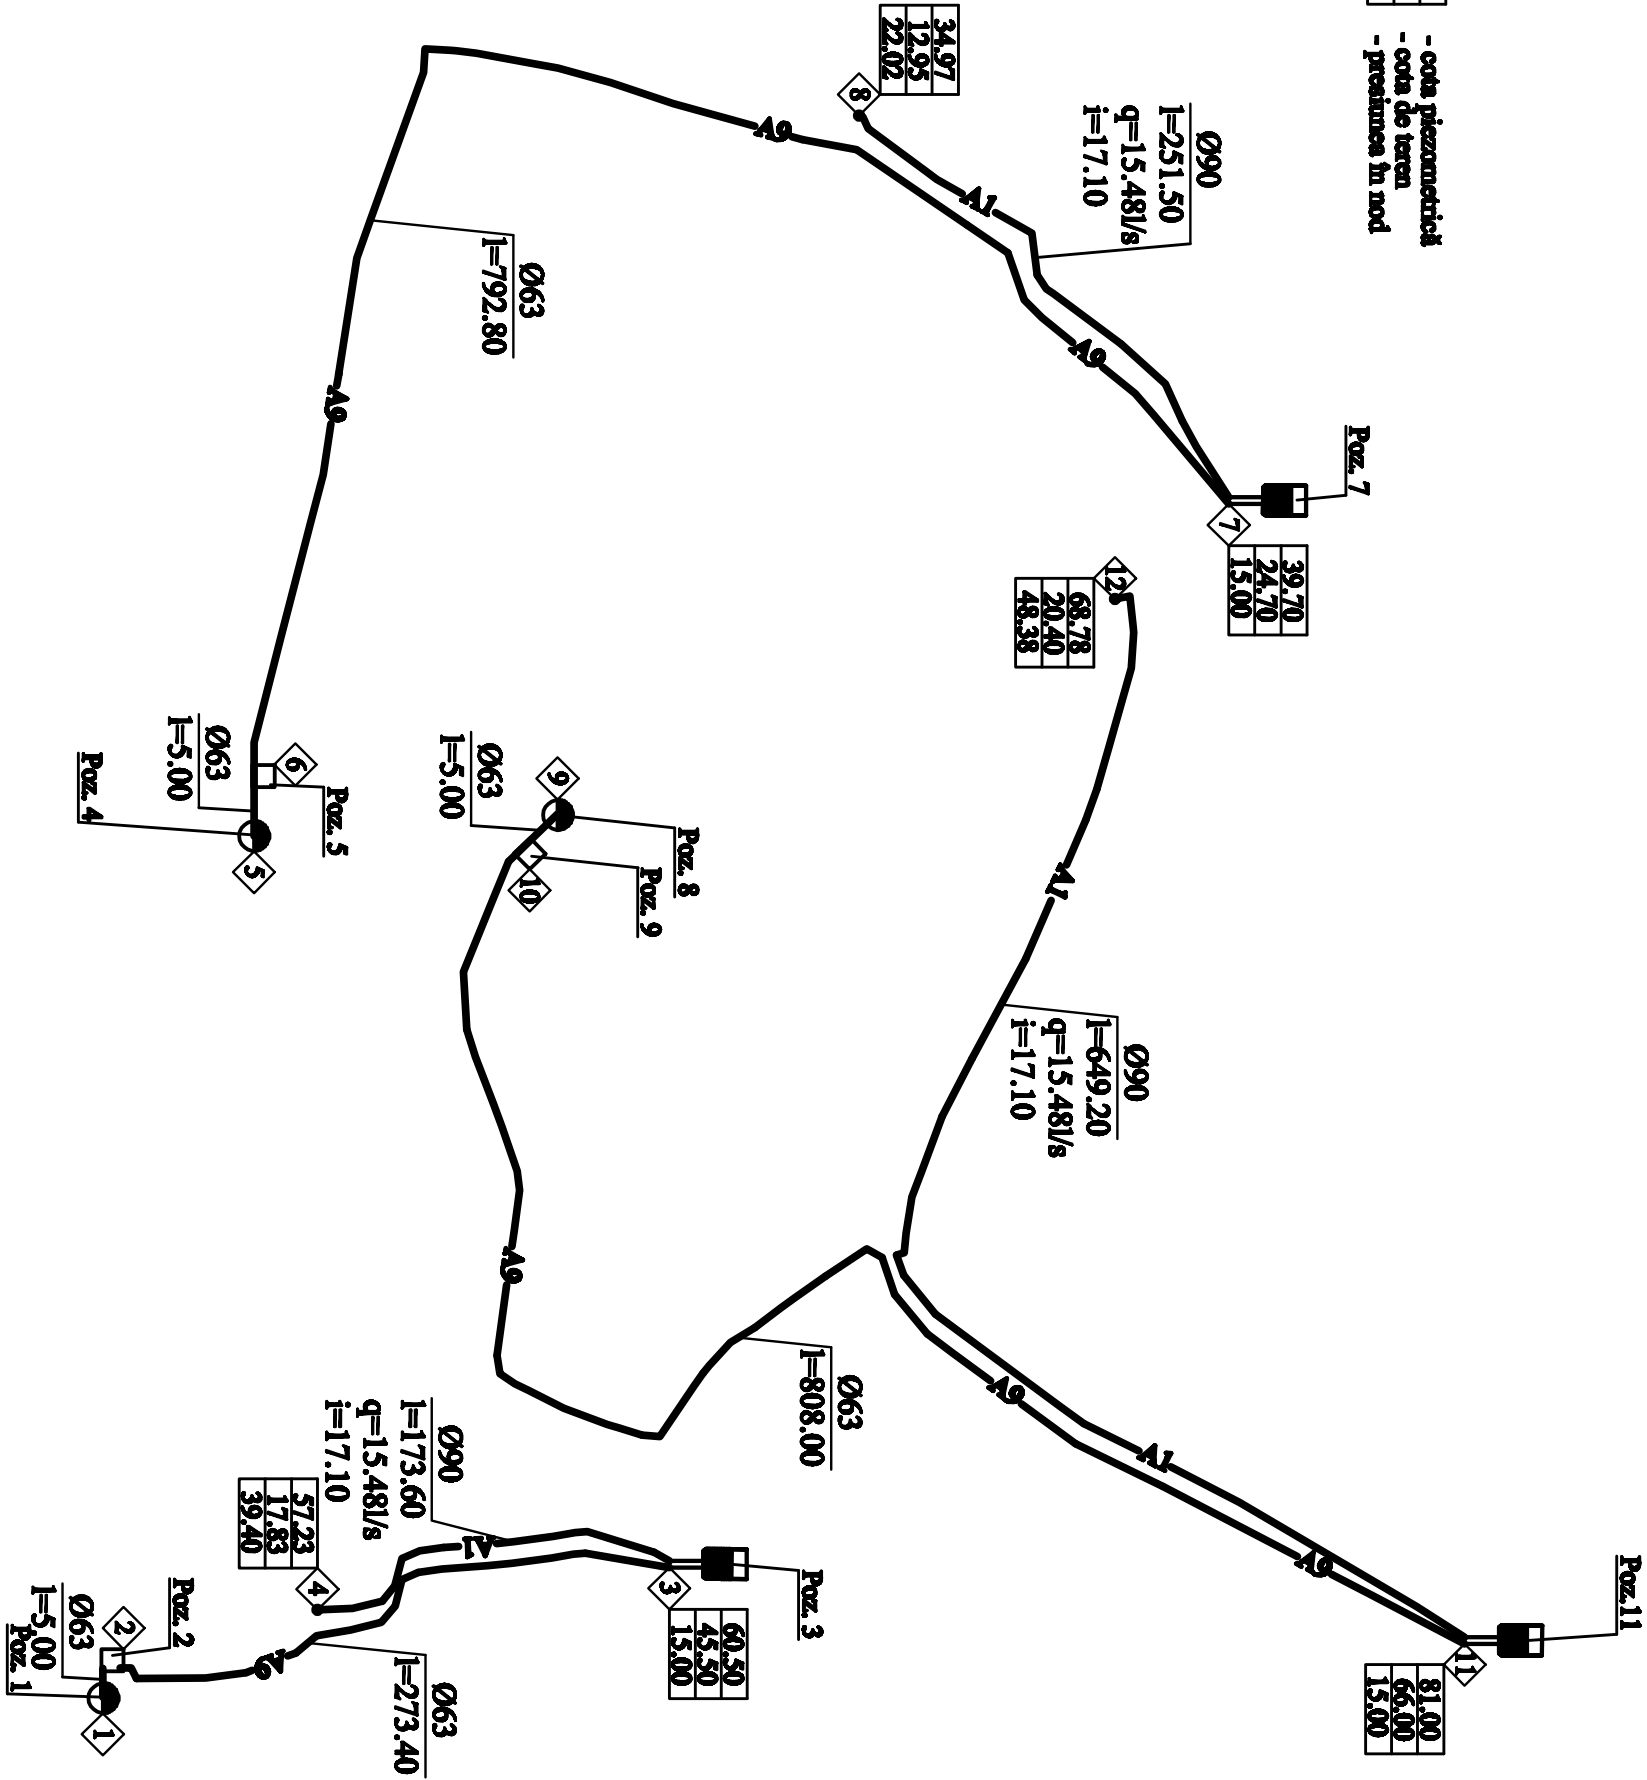 - cota piezometrică
- cota de teren
- presiunea în nod
Poz. 7
7
39.70
24.70
15.00
Ø90
l=251.50
q=15.48l/s
i=17.10
A1
34.97
12.95
22.02
8
A9
A9
Ø63
l=792.80
A9
12
68.78
20.40
48.38
A1
Ø90
l=649.20
q=15.48l/s
i=17.10
6
Poz. 5
Ø63
l=5.00
Poz. 4
5
9
Ø63
l=5.00
Poz. 8
Poz. 9
10
A9
Ø63
l=808.00
A9
A1
A9
Poz.11
11
81.00
66.00
15.00
Poz. 3
3
60.50
45.50
15.00
Ø90
l=173.60
q=15.48l/s
i=17.10
A1
57.23
17.83
39.40
4
Ø63
l=273.40
A9
Poz. 2
2
Ø63
l=5.00
Poz. 1
1